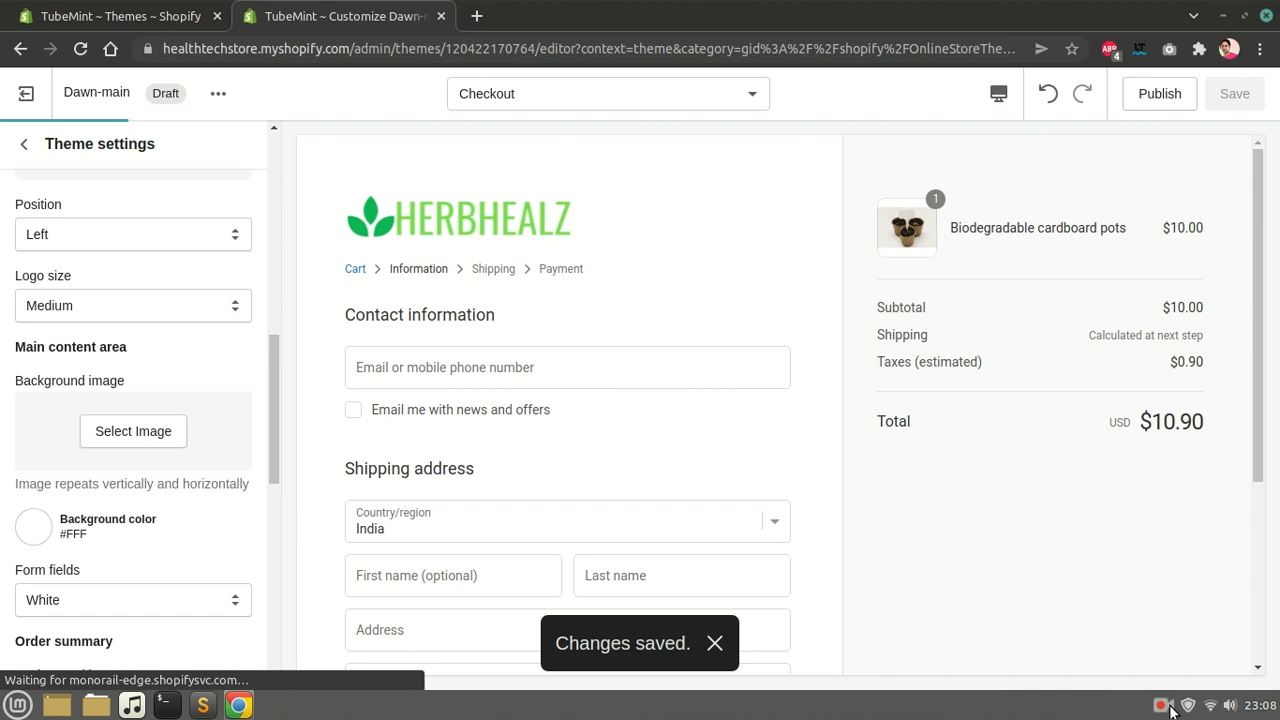 TubeMint ~ Themes ~ Shopify
TubeMint ~ Customize Dawn-
healthtechstore.myshopify.com/admin/themes/120422170764/editor?context=theme&category=gid%3A%2F%2Fshopify%2FOnlineStoreThe...
4
Dawn-main
Draft
Checkout
Publish
Save
Theme settings
Position
Left
Logo size
Medium
Main content area
Background image
Select Image
Image repeats vertically and horizontally
Background color
#FFF
Form fields
White
Order summary
HERBHEALZ
Cart > Information > Shipping > Payment
Contact information
Email or mobile phone number
Email me with news and offers
Shipping address
Country/region
India
First name (optional)
Last name
Address
1
Biodegradable cardboard pots $10.00
Subtotal $10.00
Shipping Calculated at next step
Taxes (estimated) $0.90
Total USD $10.90
Changes saved.
Waiting for monorail-edge.shopifysvc.com...
23:08